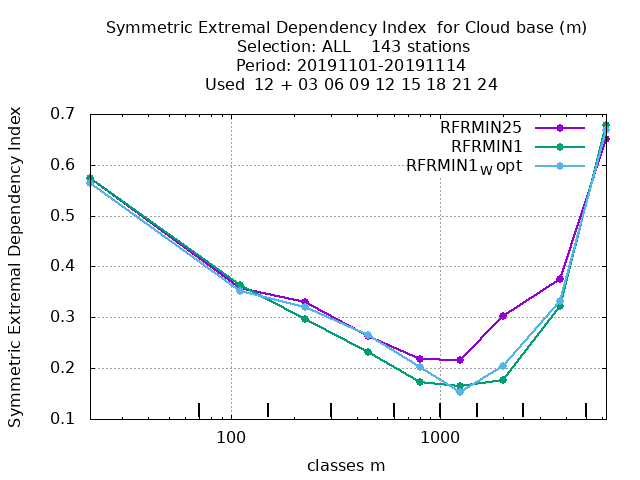 Symmetric Extremal Dependency Index for Cloud base (m)
Selection: ALL 143 stations
Period: 20191101-20191114
Used 12 + 03 06 09 12 15 18 21 24
Symmetric Extremal Dependency Index
0.7
0.6
0.5
0.4
0.3
0.2
0.1
RFRMIN25
RFRMIN1
RFRMIN1W opt
100 1000
classes m